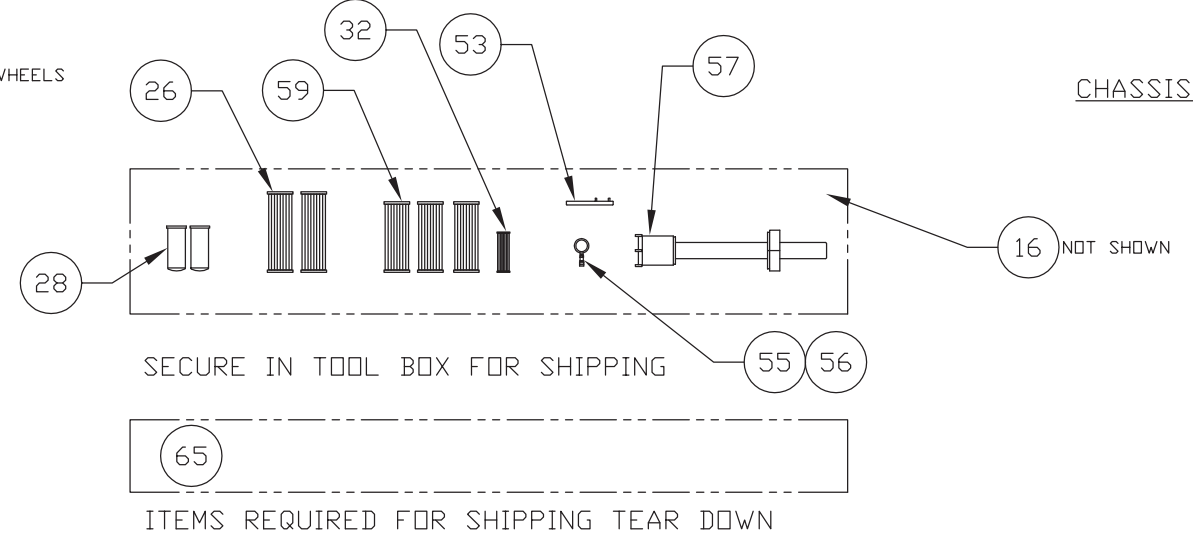 32
53
57
WHEELS
26
59
CHASSIS
28
16 NOT SHOWN
SECURE IN TOOL BOX FOR SHIPPING
55 56
65
ITEMS REQUIRED FOR SHIPPING TEAR DOWN